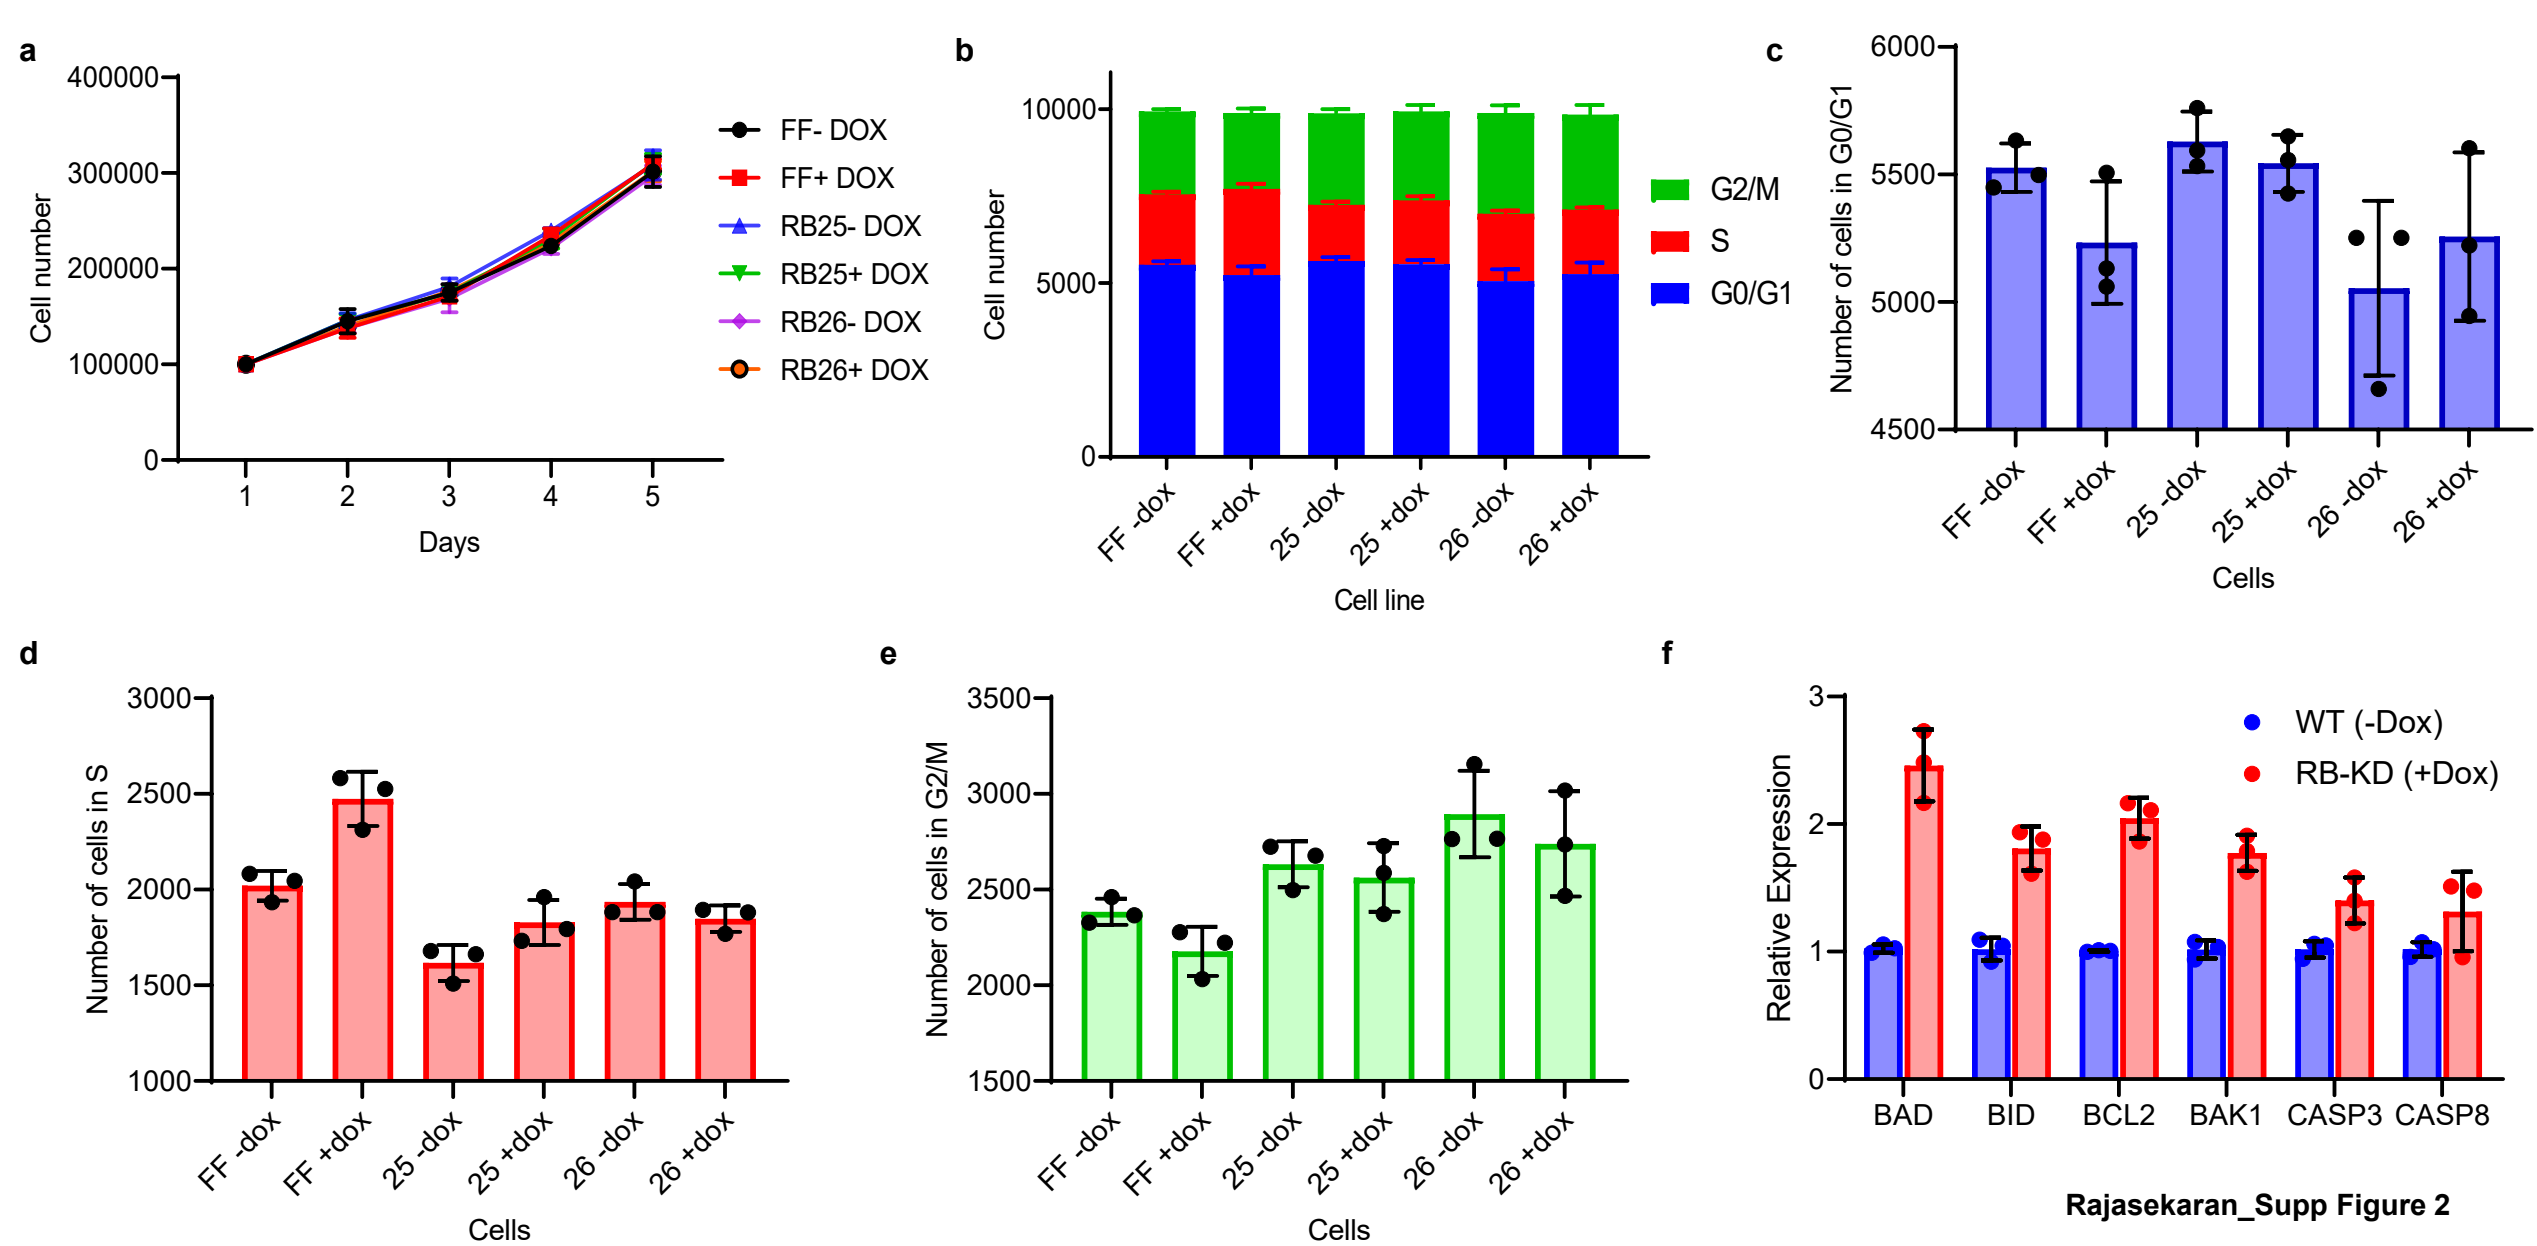 a
400000
300000
200000
100000
0
Cell number
1 2 3 4 5
Days
FF- DOX
FF+ DOX
RB25- DOX
RB25+ DOX
RB26- DOX
RB26+ DOX
b
10000
5000
0
Cell number
FF -dox
FF +dox
25 -dox
25 +dox
26 -dox
26 +dox
Cell line
G2/M
S
G0/G1
c
6000
5500
5000
4500
Number of cells in G0/G1
FF -dox
FF +dox
25 -dox
25 +dox
26 -dox
26 +dox
Cells
d
3000
2500
2000
1500
1000
Number of cells in S
FF -dox
FF +dox
25 -dox
25 +dox
26 -dox
26 +dox
Cells
e
3500
3000
2500
2000
1500
Number of cells in G2/M
FF -dox
FF +dox
25 -dox
25 +dox
26 -dox
26 +dox
Cells
f
3
2
1
0
Relative Expression
WT (-Dox)
RB-KD (+Dox)
BAD BID BCL2 BAK1 CASP3 CASP8
Rajasekaran_Supp Figure 2